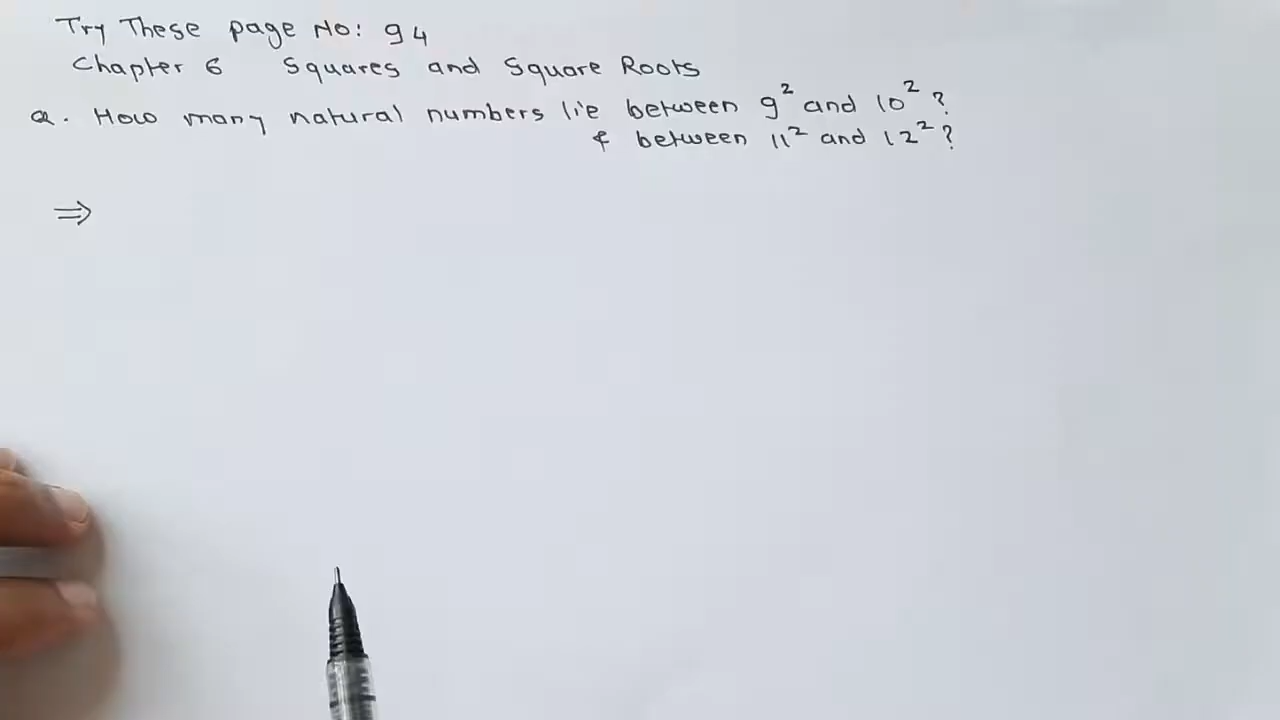 Try These page No: 94
Chapter 6 Squares and Square Roots
Q. How many natural numbers lie between 9² and 10² ?
& between 11² and 12² ?
⇒